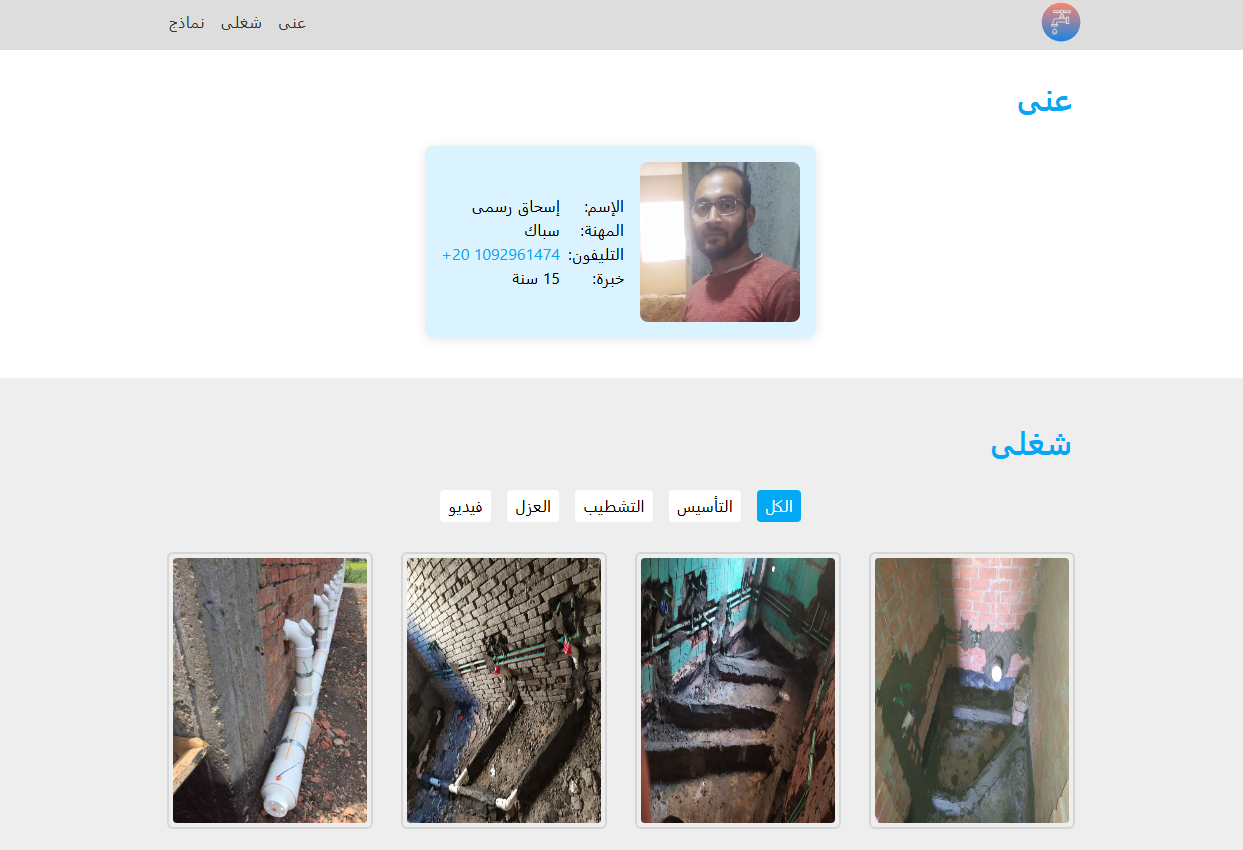 عنى شغلى نماذج
عنى
الإسم: إسحاق رسمى
المهنة: سباك
التليفون: +20 1092961474
خبرة: 15 سنة
شغلى
الكل التأسيس التشطيب العزل فيديو